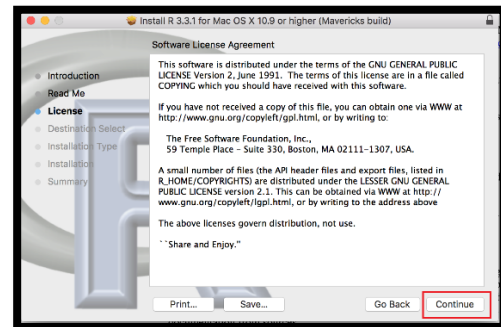 Install R 3.3.1 for Mac OS X 10.9 or higher (Mavericks build)
Software License Agreement
Introduction
Read Me
License
Destination Select
Installation Type
Installation
Summary
This software is distributed under the terms of the GNU GENERAL PUBLIC
LICENSE Version 2, June 1991.  The terms of this license are in a file called
COPYING which you should have received with this software.
If you have not received a copy of this file, you can obtain one via WWW at
http://www.gnu.org/copyleft/gpl.html, or by writing to:
The Free Software Foundation, Inc.,
59 Temple Place - Suite 330, Boston, MA 02111-1307, USA.
A small number of files (the API header files and export files, listed in
R_HOME/COPYRIGHTS) are distributed under the LESSER GNU GENERAL
PUBLIC LICENSE version 2.1. This can be obtained via WWW at http://
www.gnu.org/copyleft/lgpl.html, or by writing to the address above
The above licenses govern distribution, not use.
``Share and Enjoy."
Print... Save... Go Back Continue